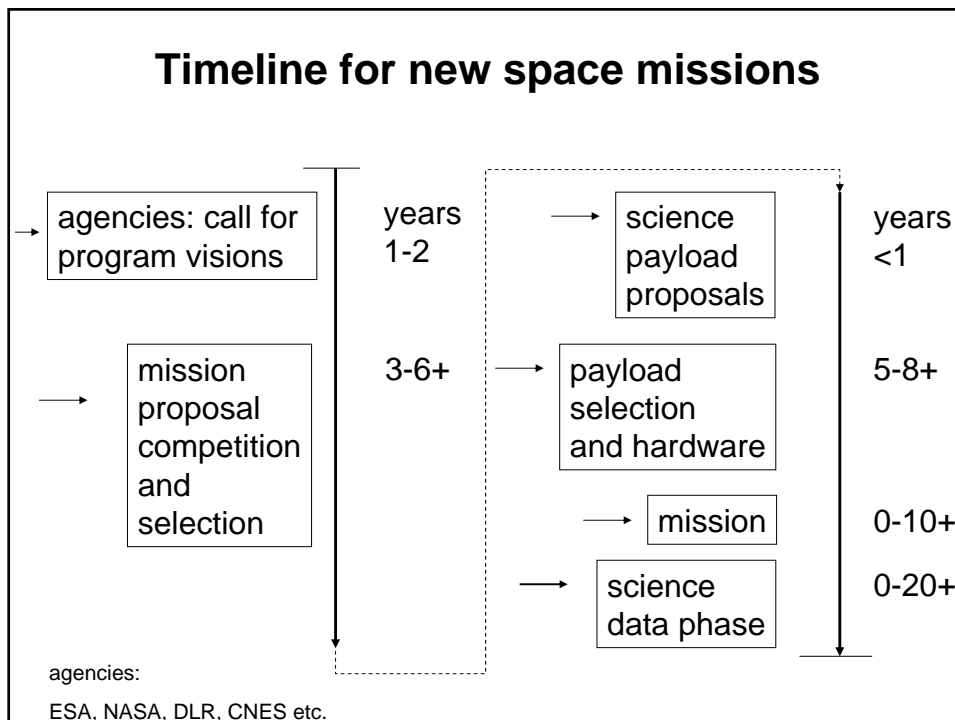 Timeline for new space missions
agencies: call for
program visions
years
1-2
mission
proposal
competition
and
selection
3-6+
science
payload
proposals
years
<1
payload
selection
and hardware
5-8+
mission
0-10+
science
data phase
0-20+
agencies:
ESA, NASA, DLR, CNES etc.